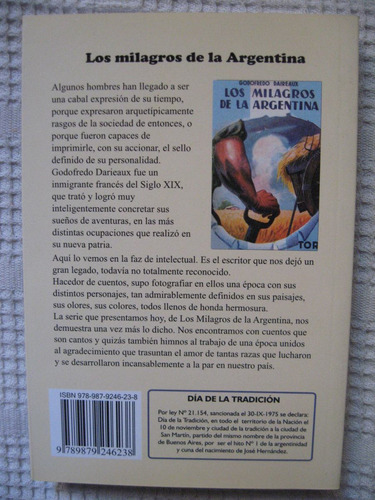 Los milagros de la Argentina
Algunos hombres han llegado a ser
una cabal expresión de su tiempo,
porque expresaron arquetípicamente
rasgos de la sociedad de entonces, o
porque fueron capaces de
imprimirle, con su accionar, el sello
definido de su personalidad.
Godofredo Darieaux fue un
inmigrante francés del Siglo XIX,
que trató y logró muy
inteligentemente concretar sus
sueños de aventuras, en las más
distintas ocupaciones que realizó en
su nueva patria.
GODOFREDO DAIREAUX
LOS MILAGROS
DE LA ARGENTINA
TOR
Aquí lo vemos en la faz de intelectual. Es el escritor que nos dejó un
gran legado, todavía no totalmente reconocido.
Hacedor de cuentos, supo fotografiar en ellos una época con sus
distintos personajes, tan admirablemente definidos en sus paisajes,
sus olores, sus colores, todos llenos de honda hermosura.
La serie que presentamos hoy, de Los Milagros de la Argentina, nos
demuestra una vez más lo dicho. Nos encontramos con cuentos que
son cantos y quizás también himnos al trabajo de una época unidos
al agradecimiento que trasuntan el amor de tantas razas que lucharon
y se desarrollaron incansablemente a la par en nuestro país.
ISBN 978-987-9246-23-8
9789879246238
DÍA DE LA TRADICIÓN
Por ley Nº 21.154, sancionada el 30-IX-1975 se declara:
Día de la Tradición, en todo el territorio de la Nación el
10 de noviembre y ciudad de la tradición a la ciudad de
San Martín, partido del mismo nombre de la provincia
de Buenos Aires, por ser el hito Nº 1 de la argentinidad
y cuna del nacimiento de José Hernández.